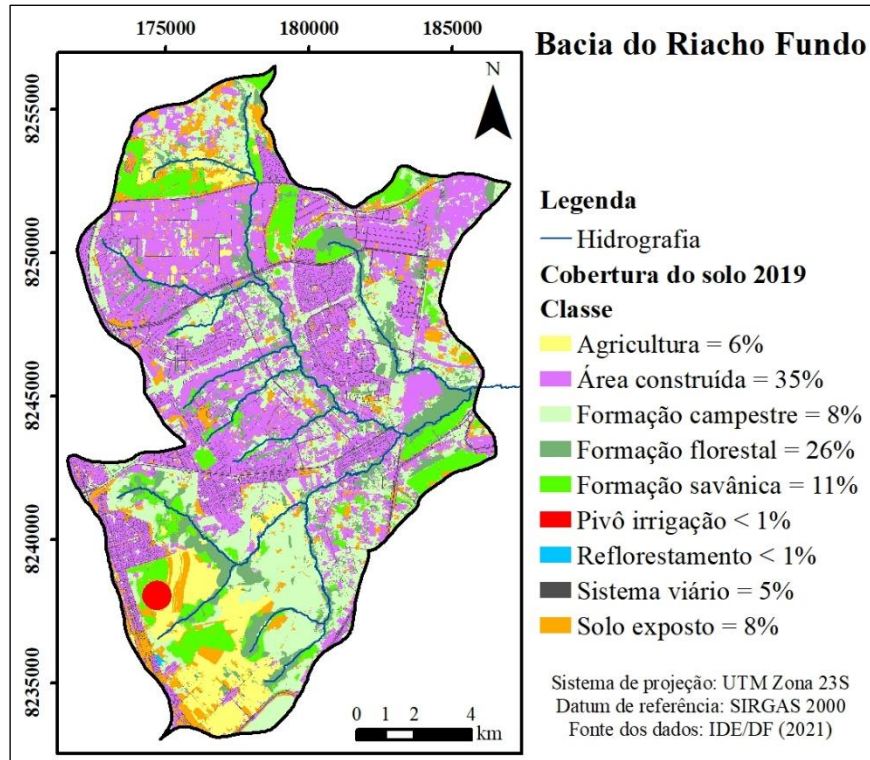 175000 180000 185000
Bacia do Riacho Fundo
N
8255000
8250000
8245000
8240000
8235000
Legenda
Hidrografia
Cobertura do solo 2019
Classe
Agricultura = 6%
Área construída = 35%
Formação campestre = 8%
Formação florestal = 26%
Formação savânica = 11%
Pivô irrigação < 1%
Reflorestamento < 1%
Sistema viário = 5%
Solo exposto = 8%
0 1 2 4
km
Sistema de projeção: UTM Zona 23S
Datum de referência: SIRGAS 2000
Fonte dos dados: IDE/DF (2021)